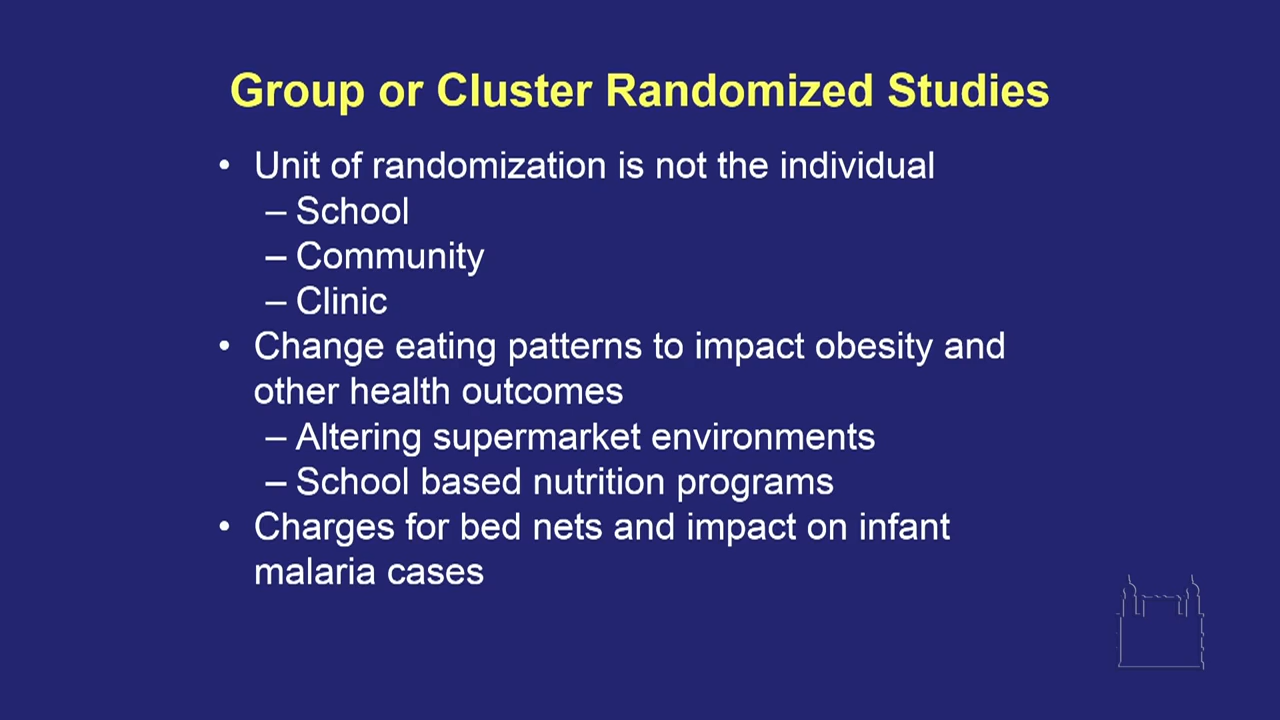 Group or Cluster Randomized Studies
• Unit of randomization is not the individual
– School
– Community
– Clinic
• Change eating patterns to impact obesity and
other health outcomes
– Altering supermarket environments
– School based nutrition programs
• Charges for bed nets and impact on infant
malaria cases